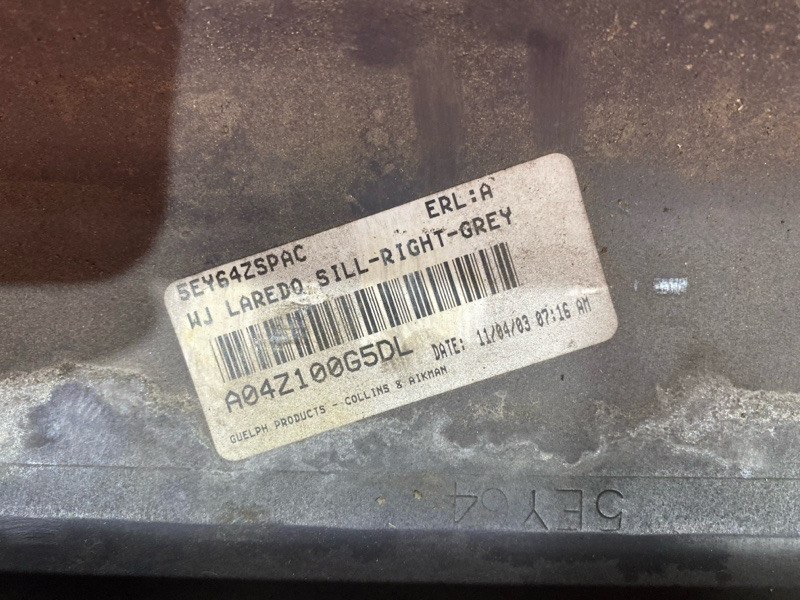 5EY64ZSPAC ERL:A
WJ LAREDO SILL-RIGHT-GREY
A04Z100G5DL DATE: 11/04/03 07:16 AM
GUELPH PRODUCTS - COLLINS & AIKMAN
5EY64